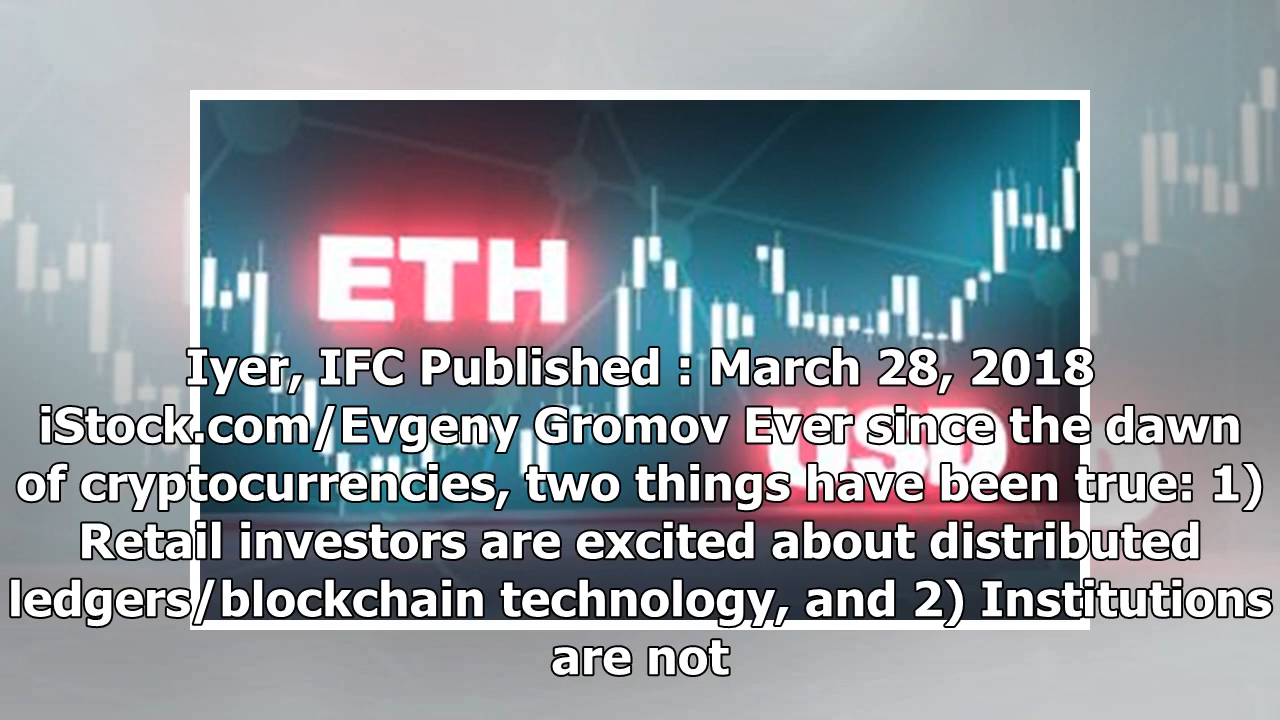 ETH
Iyer, IFC Published : March 28, 2018
iStock.com/Evgeny Gromov Ever since the dawn
of cryptocurrencies, two things have been true: 1)
USD
Retail investors are excited about distributed
ledgers/blockchain technology, and 2) Institutions
are not